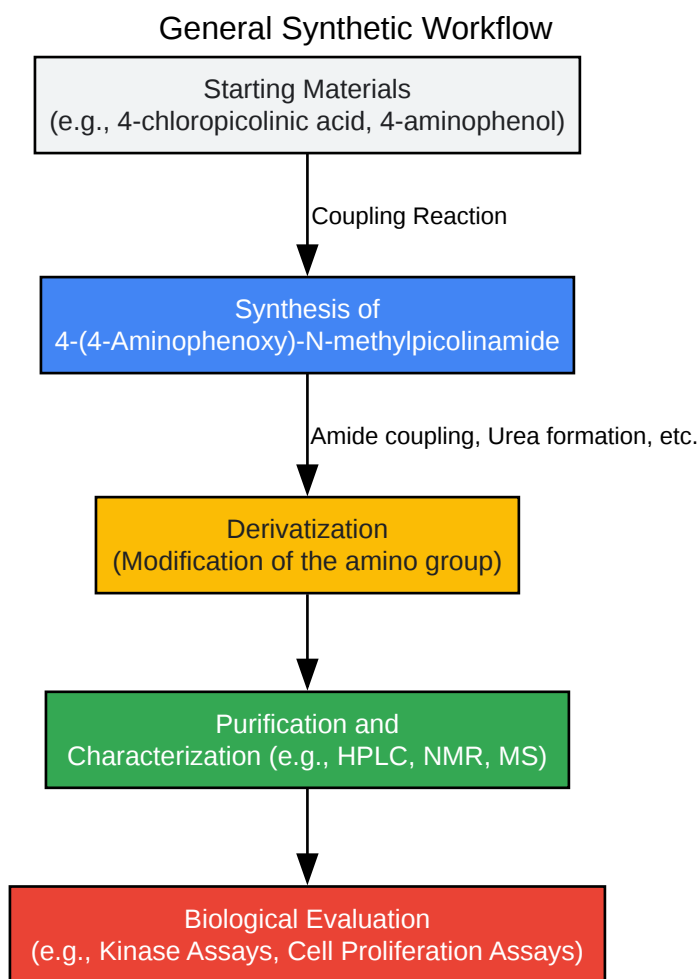 General Synthetic Workflow
Starting Materials
(e.g., 4-chloropicolinic acid, 4-aminophenol)
Coupling Reaction
Synthesis of
4-(4-Aminophenoxy)-N-methylpicolinamide
Amide coupling, Urea formation, etc.
Derivatization
(Modification of the amino group)
Purification and
Characterization (e.g., HPLC, NMR, MS)
Biological Evaluation
(e.g., Kinase Assays, Cell Proliferation Assays)